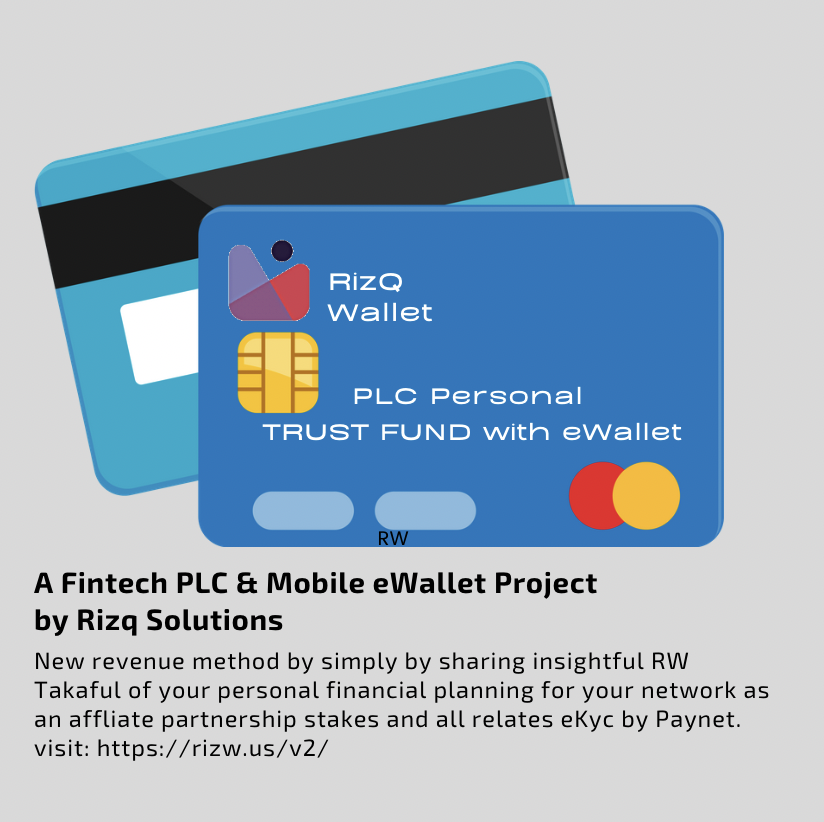 RizQ
Wallet
PLC Personal
TRUST FUND with eWallet
RW
A Fintech PLC & Mobile eWallet Project
by Rizq Solutions
New revenue method by simply by sharing insightful RW
Takaful of your personal financial planning for your network as
an affliate partnership stakes and all relates eKyc by Paynet.
visit: https://rizw.us/v2/